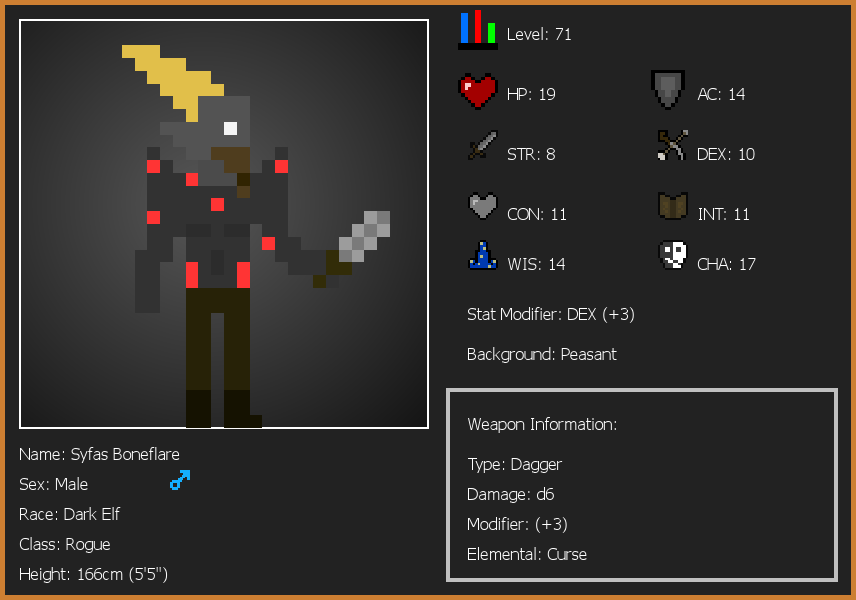 Level: 71
HP: 19
AC: 14
STR: 8
DEX: 10
CON: 11
INT: 11
WIS: 14
CHA: 17
Stat Modifier: DEX (+3)
Background: Peasant
Weapon Information:
Type: Dagger
Damage: d6
Modifier: (+3)
Elemental: Curse
Name: Syfas Boneflare
Sex: Male
Race: Dark Elf
Class: Rogue
Height: 166cm (5'5")